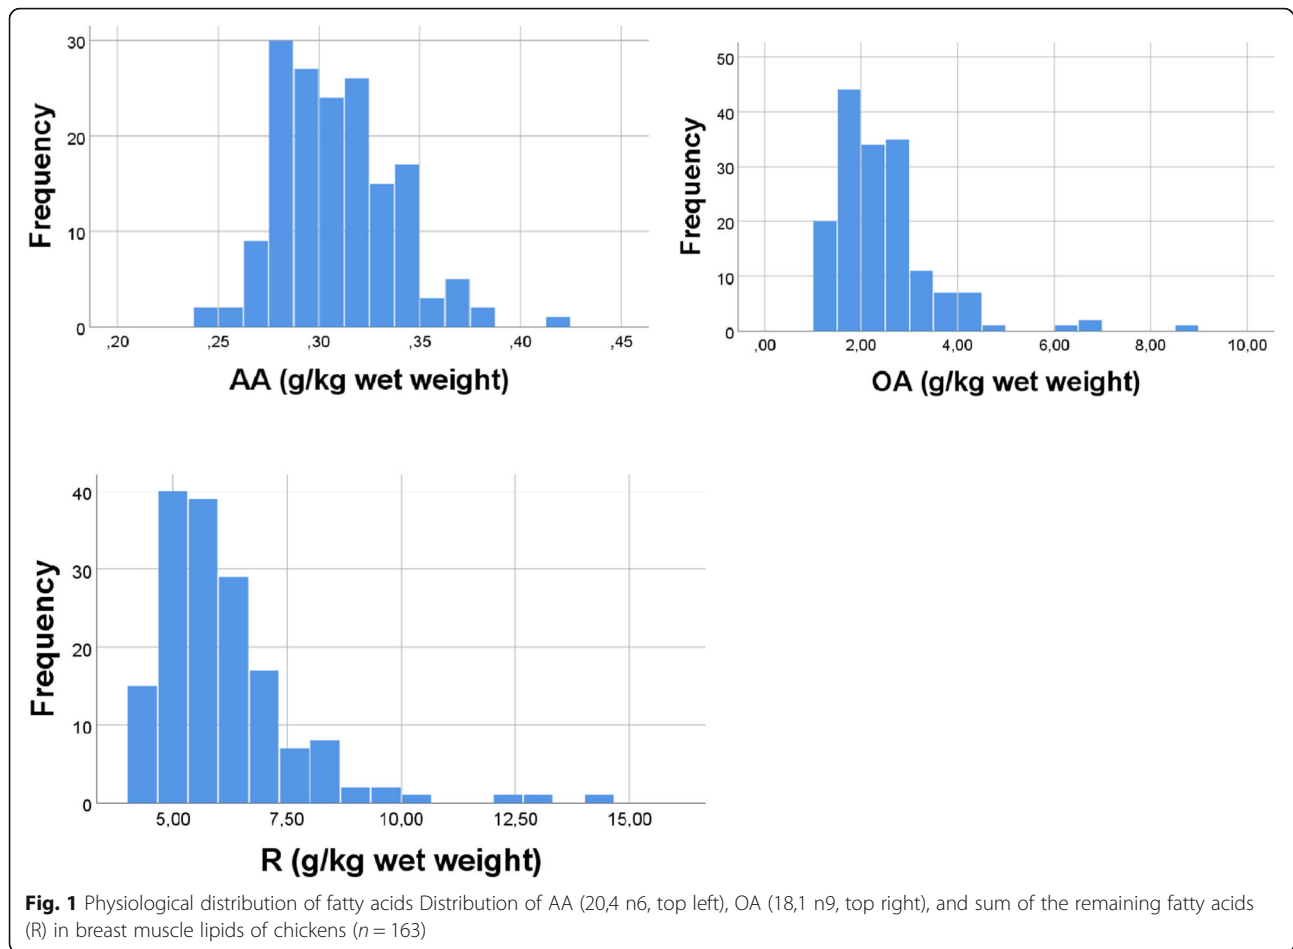 30
20
10
0
Frequency
,20 ,25 ,30 ,35 ,40 ,45
AA (g/kg wet weight)
50
40
30
20
10
0
Frequency
,00 2,00 4,00 6,00 8,00 10,00
OA (g/kg wet weight)
40
30
20
10
0
Frequency
5,00 7,50 10,00 12,50 15,00
R (g/kg wet weight)
Fig. 1 Physiological distribution of fatty acids Distribution of AA (20,4 n6, top left), OA (18,1 n9, top right), and sum of the remaining fatty acids
(R) in breast muscle lipids of chickens (n = 163)